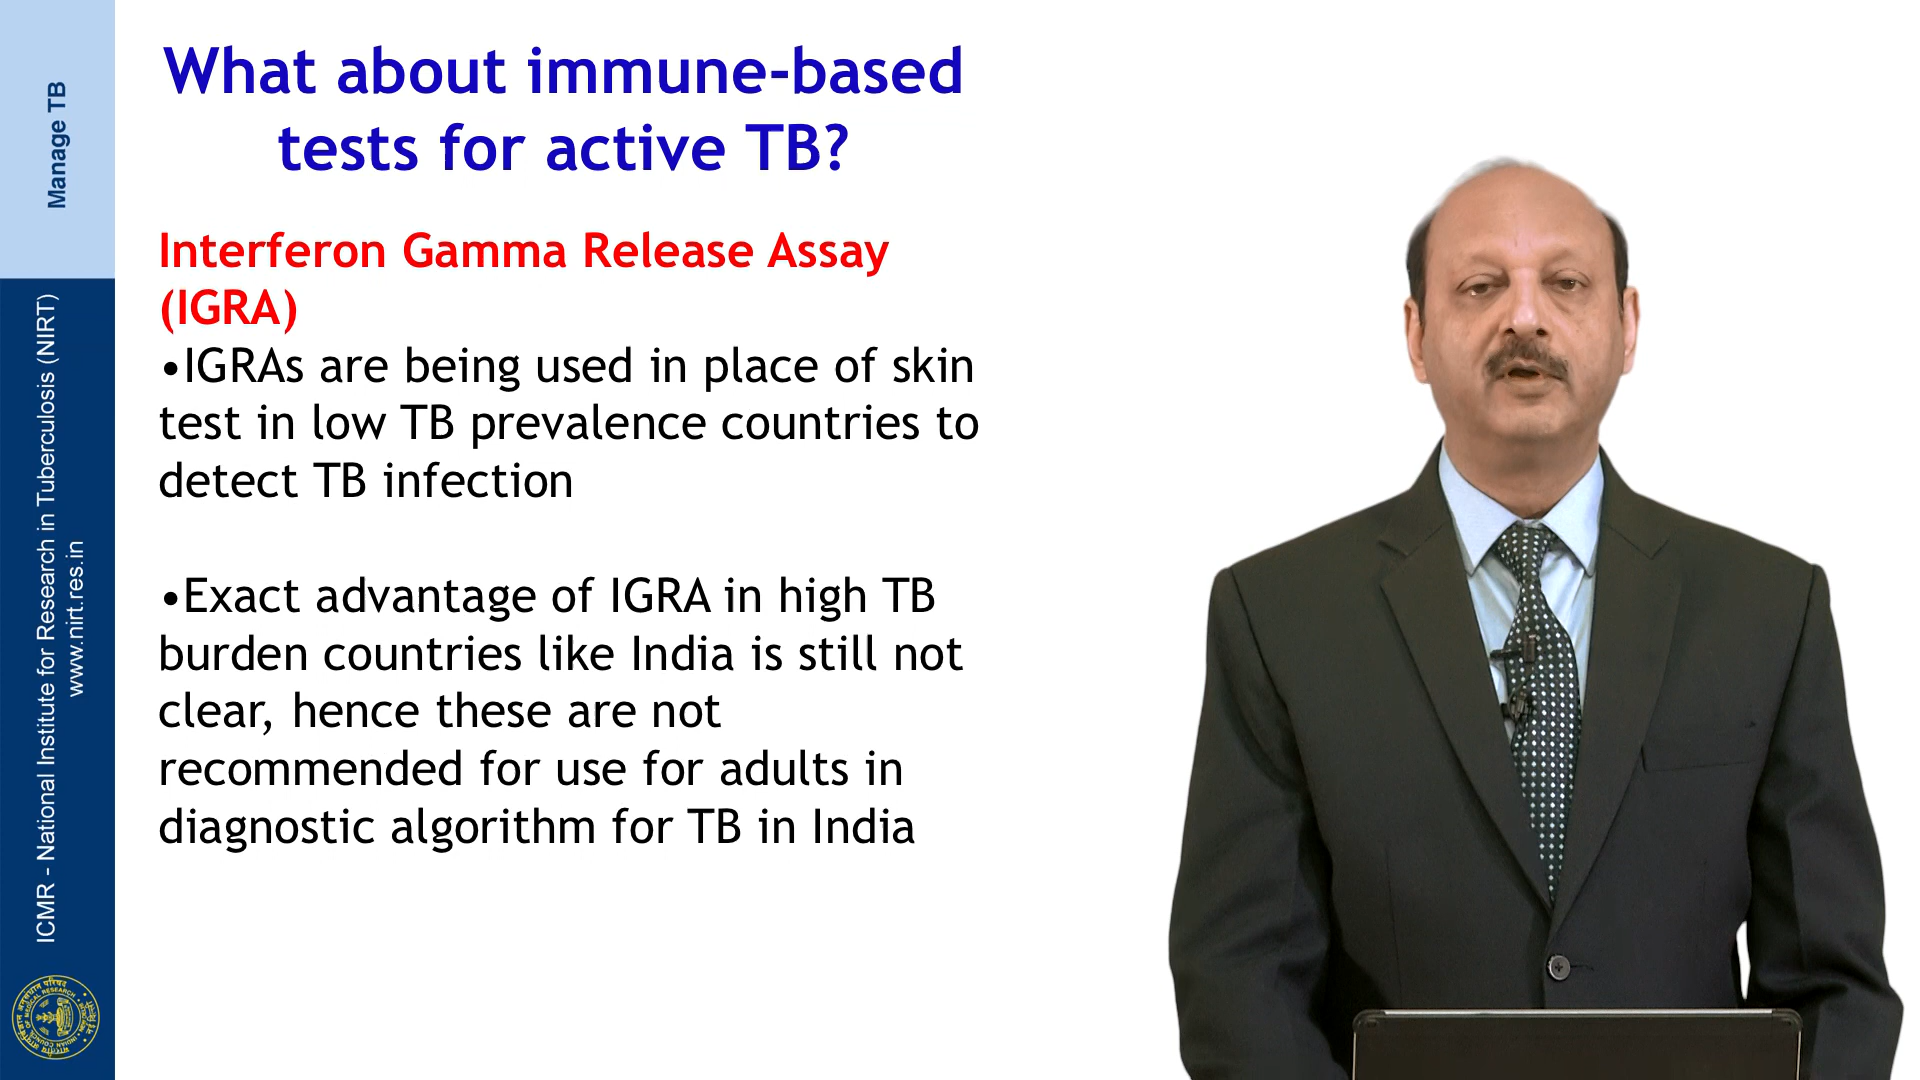 Manage TB
ICMR - National Institute for Research in Tuberculosis (NIRT)
www.nirt.res.in
What about immune-based
tests for active TB?
Interferon Gamma Release Assay
(IGRA)
•IGRAs are being used in place of skin
test in low TB prevalence countries to
detect TB infection
•Exact advantage of IGRA in high TB
burden countries like India is still not
clear, hence these are not
recommended for use for adults in
diagnostic algorithm for TB in India